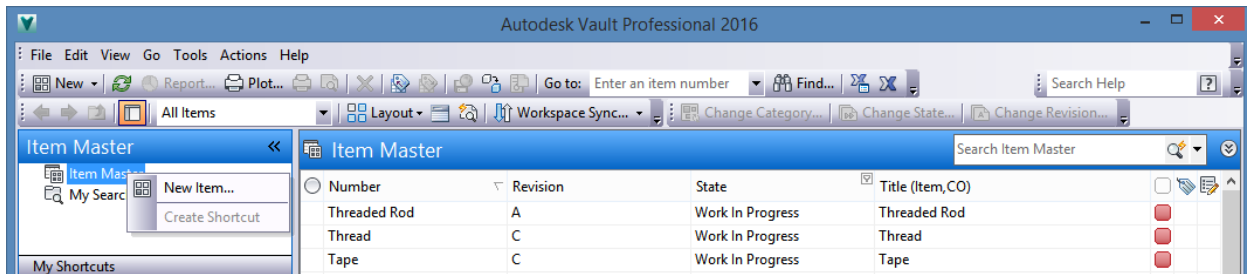 Autodesk Vault Professional 2016
File Edit View Go Tools Actions Help
New Report... Plot... Go to: Enter an item number Find... Search Help ?
All Items Layout Workspace Sync... Change Category... Change State... Change Revision...
Item Master « Item Master Search Item Master
Item Mas
My Searc
New Item...
Create Shortcut
My Shortcuts
Number Revision State Title (Item,CO)
Threaded Rod A Work In Progress Threaded Rod
Thread C Work In Progress Thread
Tape C Work In Progress Tape